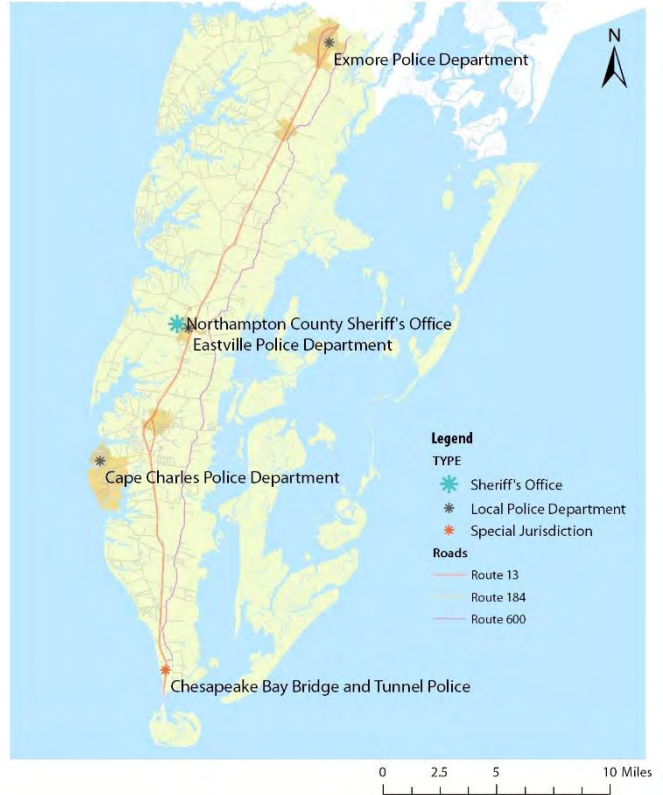 N
Exmore Police Department
Northampton County Sheriff's Office
Eastville Police Department
Cape Charles Police Department
Legend
TYPE
Sheriff's Office
Local Police Department
Special Jurisdiction
Roads
Route 13
Route 184
Route 600
Chesapeake Bay Bridge and Tunnel Police
0 2.5 5 10 Miles